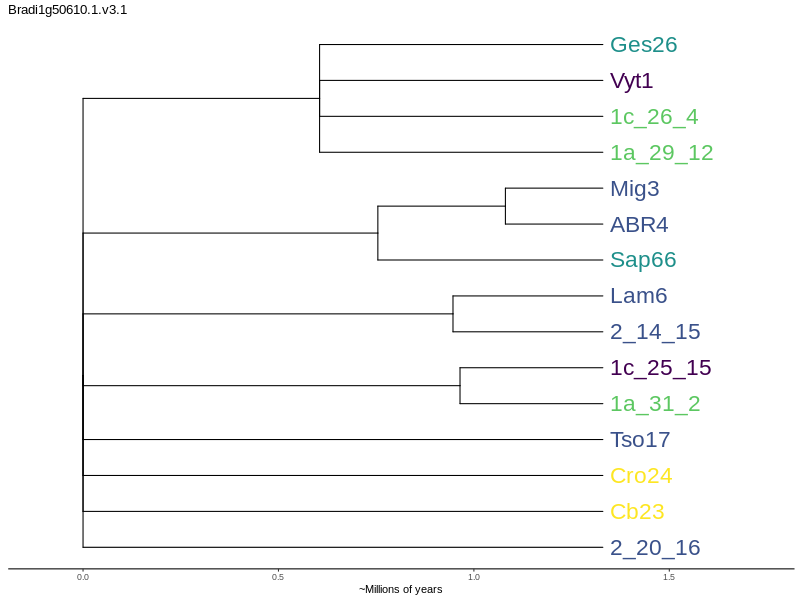 Bradi1g50610.1.v3.1
Ges26
Vyt1
1c_26_4
1a_29_12
Mig3
ABR4
Sap66
Lam6
2_14_15
1c_25_15
1a_31_2
Tso17
Cro24
Cb23
2_20_16
0.0 0.5 1.0 1.5
~Millions of years